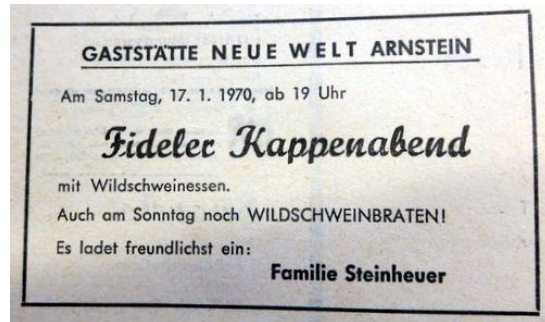 GASTSTÄTTE NEUE WELT ARNSTEIN
Am Samstag, 17. 1. 1970, ab 19 Uhr
Fideler Kappenabend
mit Wildschweinessen.
Auch am Sonntag noch WILDSCHWEINBRATEN!
Es ladet freundlichst ein:
Familie Steinheuer